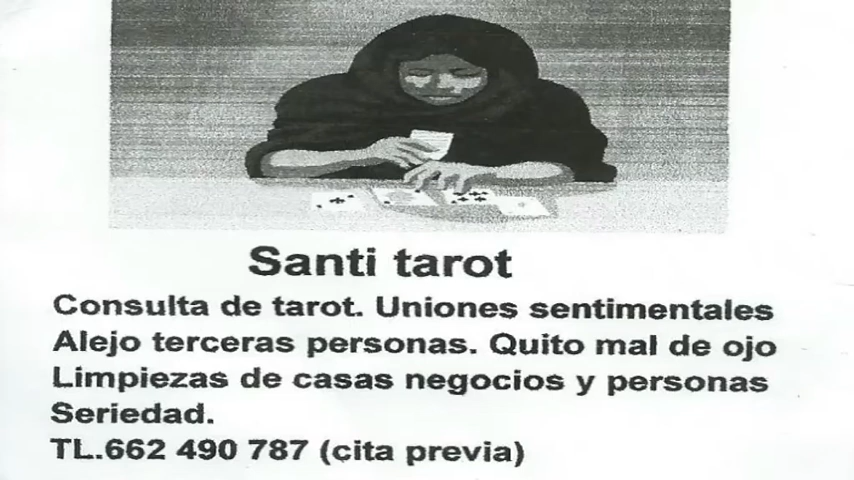 Santi tarot
Consulta de tarot. Uniones sentimentales
Alejo terceras personas. Quito mal de ojo
Limpiezas de casas negocios y personas
Seriedad.
TL.662 490 787 (cita previa)